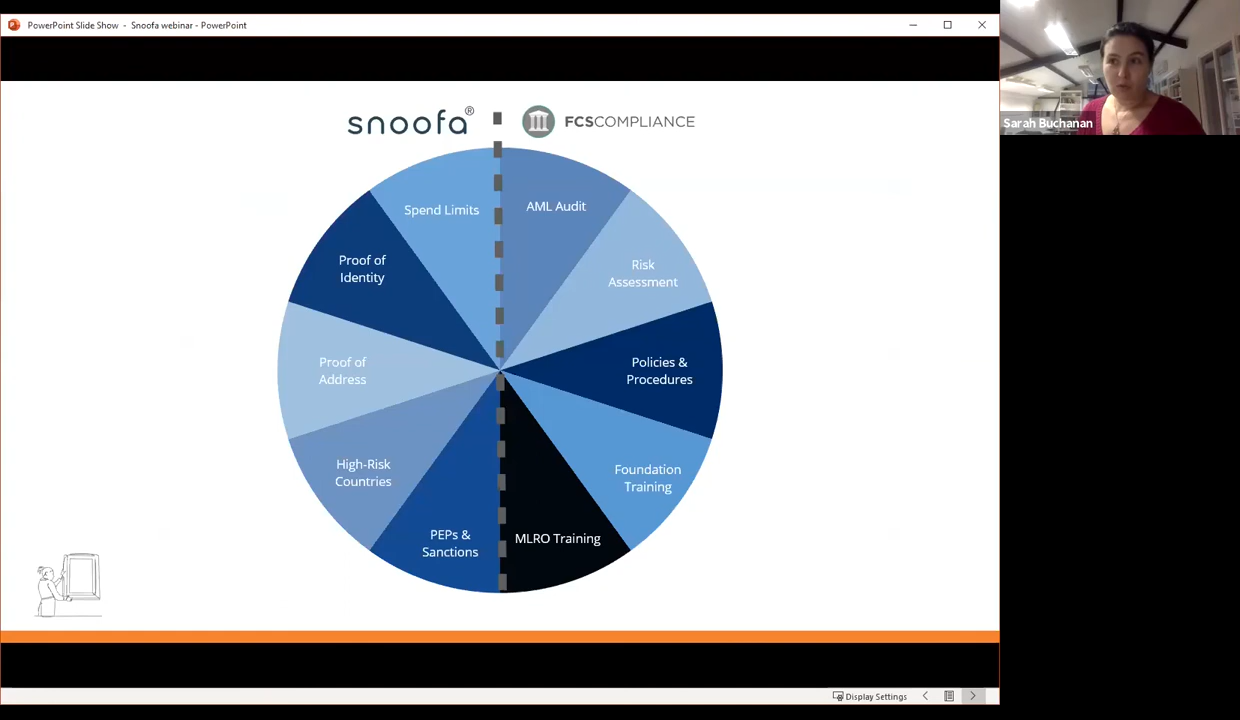 PowerPoint Slide Show - Snoofa webinar - PowerPoint
Sarah Buchanan
snoofa®
FCSCOMPLIANCE
Spend Limits
AML Audit
Proof of
Identity
Risk
Assessment
Proof of
Address
Policies &
Procedures
High-Risk
Countries
Foundation
Training
PEPs &
Sanctions
MLRO Training
Display Settings